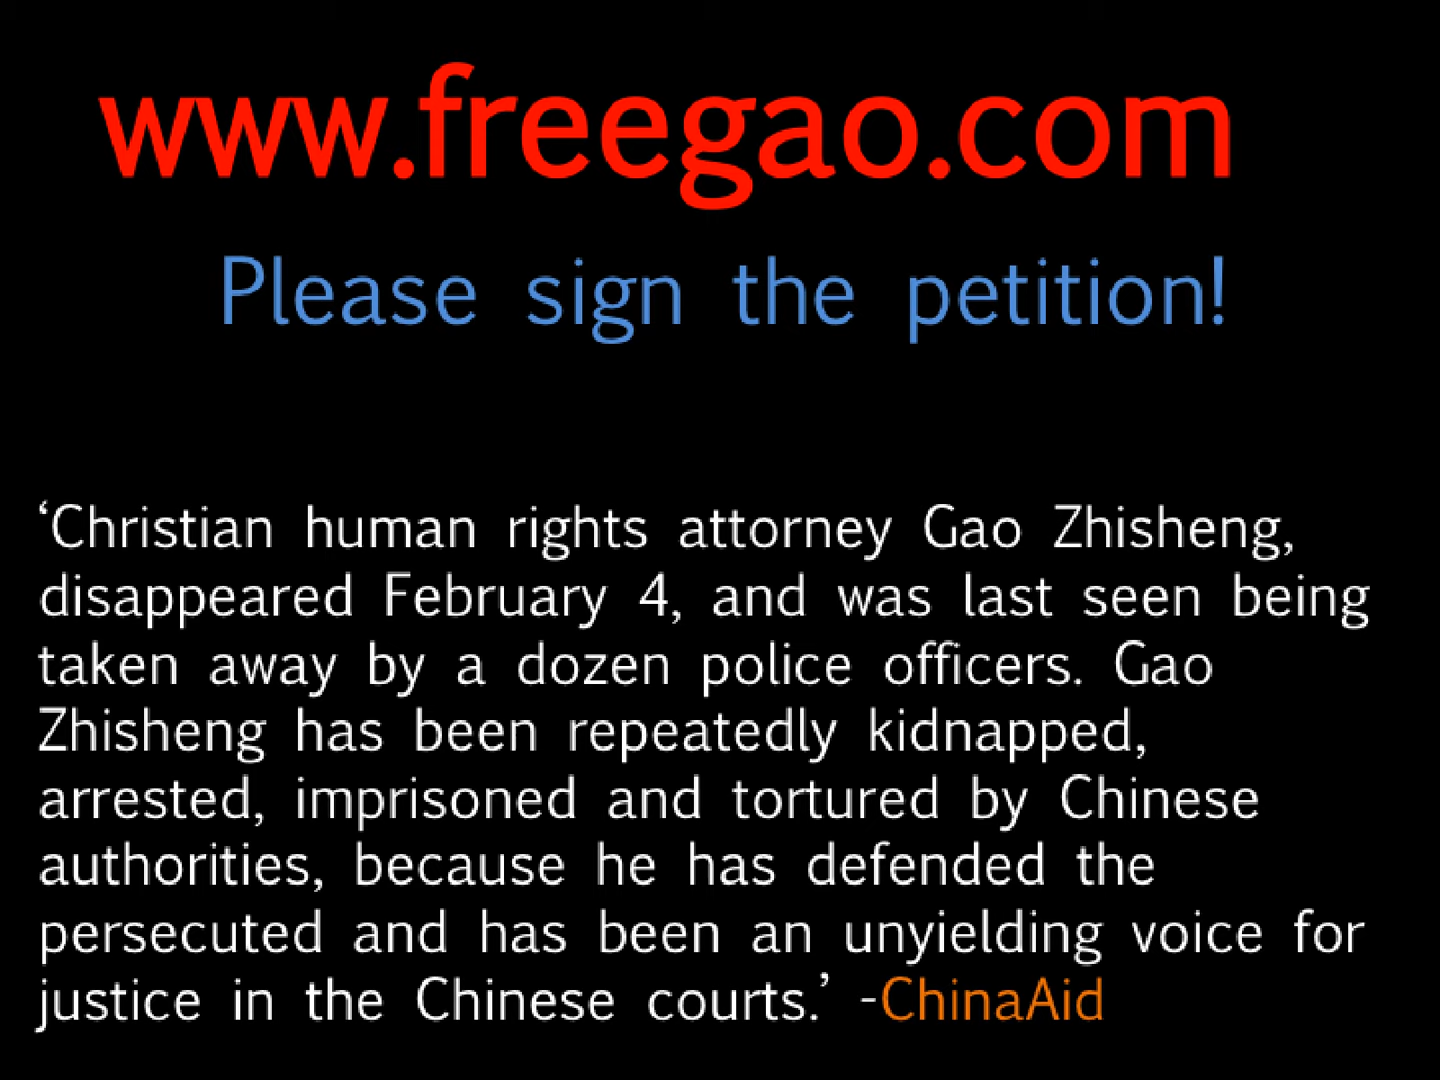 www.freegao.com
Please sign the petition!
‘Christian human rights attorney Gao Zhisheng,
disappeared February 4, and was last seen being
taken away by a dozen police officers. Gao
Zhisheng has been repeatedly kidnapped,
arrested, imprisoned and tortured by Chinese
authorities, because he has defended the
persecuted and has been an unyielding voice for
justice in the Chinese courts.’ -ChinaAid